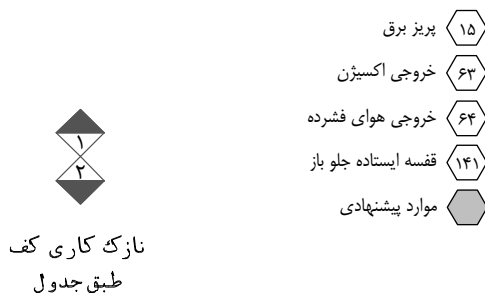 ۱۵ پریز برق
۶۳ خروجی اکسیژن
۶۴ خروجی هوای فشرده
۱۴۱ قفسه ایستاده جلو باز
موارد پیشنهادی
۱
۲
نازک کاری کف
طبق جدول